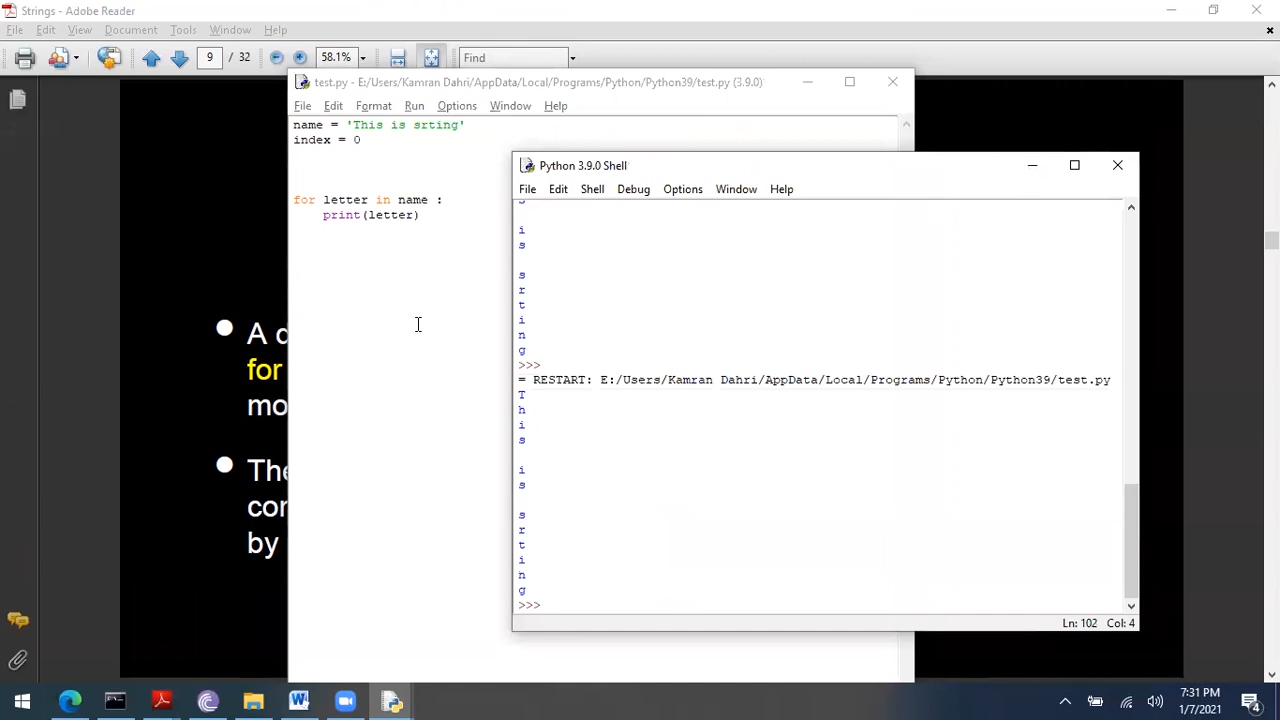 Strings - Adobe Reader
File Edit View Document Tools Window Help
9 / 32 58.1% Find
test.py - E:/Users/Kamran Dahri/AppData/Local/Programs/Python/Python39/test.py (3.9.0)
File Edit Format Run Options Window Help
name = 'This is srting'
index = 0
for letter in name :
print(letter)
A
for
mo
The
con
by
Python 3.9.0 Shell
File Edit Shell Debug Options Window Help
s
i
s
s
r
t
i
n
g
>>>
= RESTART: E:/Users/Kamran Dahri/AppData/Local/Programs/Python/Python39/test.py
T
h
i
s
i
s
s
r
t
i
n
g
>>>
Ln: 102 Col: 4
7:31 PM
1/7/2021
4